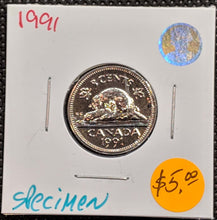 1991
5 CENTS
CANADA
1991
Specimen
$5.00